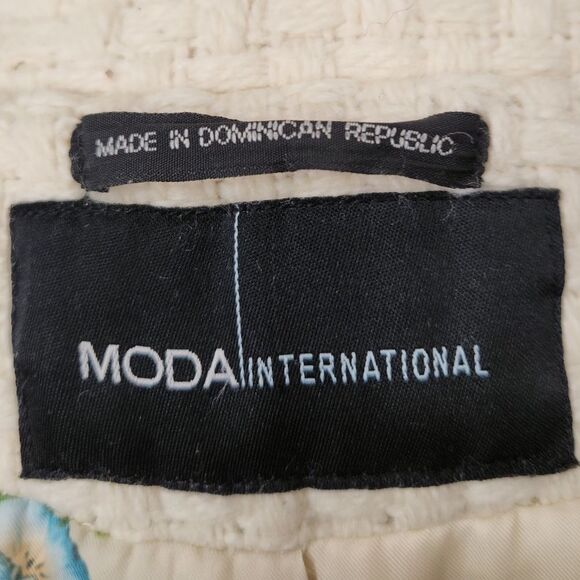 MADE IN DOMINICAN REPUBLIC
MODA INTERNATIONAL